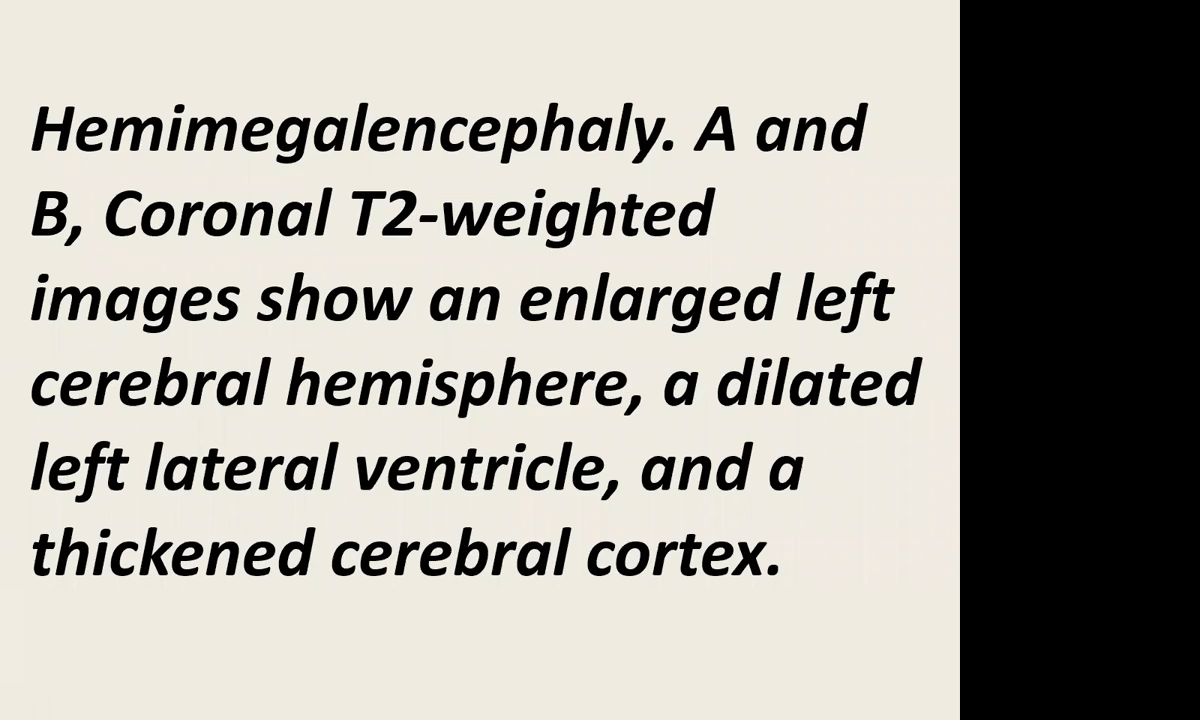 Hemimegalencephaly. A and
B, Coronal T2-weighted
images show an enlarged left
cerebral hemisphere, a dilated
left lateral ventricle, and a
thickened cerebral cortex.